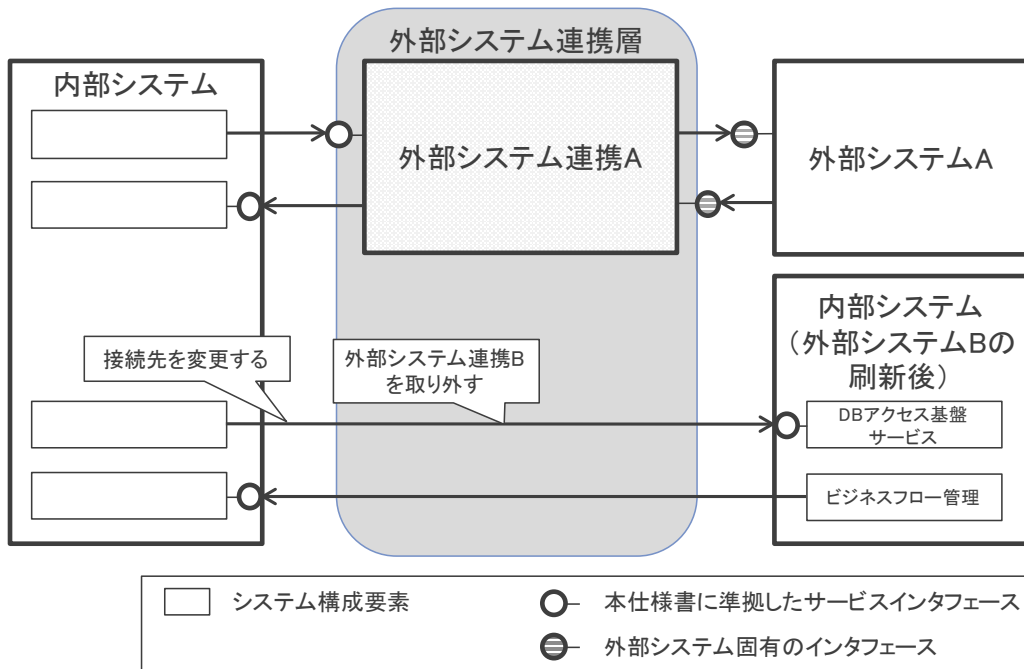 外部システム連携層
内部システム
外部システム連携A
外部システムA
内部システム
（外部システムBの
刷新後）
接続先を変更する
外部システム連携B
を取り外す
DBアクセス基盤
サービス
ビジネスフロー管理
システム構成要素
本仕様書に準拠したサービスインタフェース
外部システム固有のインタフェース